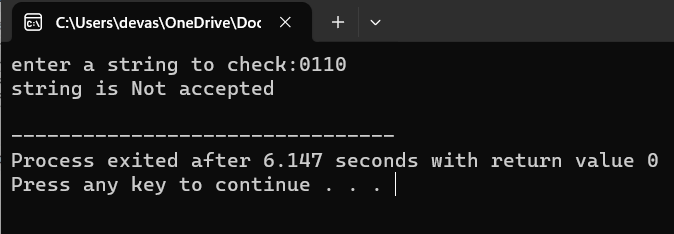 C:\Users\devas\OneDrive\Doc
enter a string to check:0110
string is Not accepted
--------------------------------
Process exited after 6.147 seconds with return value 0
Press any key to continue . . .